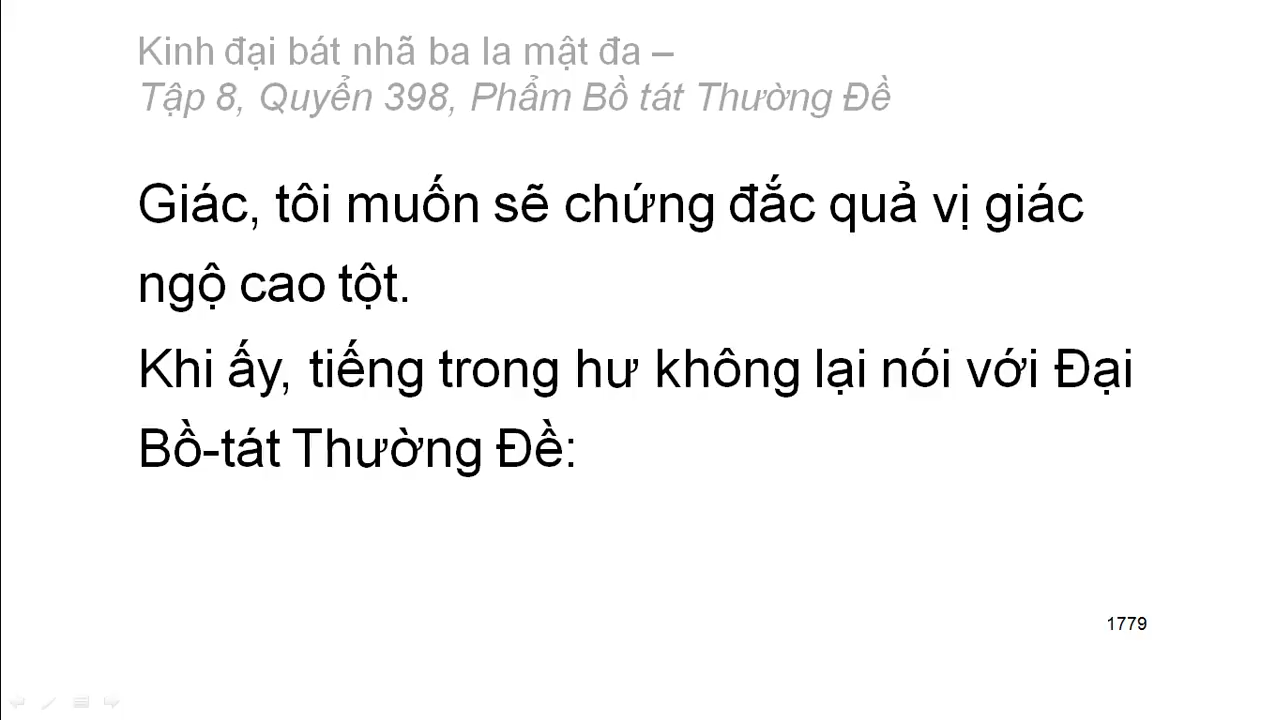 Kinh đại bát nhã ba la mật đa –
Tập 8, Quyển 398, Phẩm Bồ tát Thường Đề
Giác, tôi muốn sẽ chứng đắc quả vị giác
ngộ cao tột.
Khi ấy, tiếng trong hư không lại nói với Đại
Bồ-tát Thường Đề:
1779